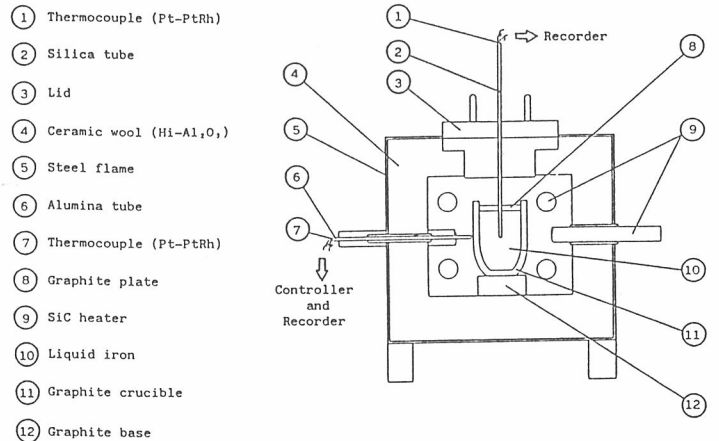 1 Thermocouple (Pt-PtRh)
2 Silica tube
3 Lid
4 Ceramic wool (Hi-Al₂O₃)
5 Steel flame
6 Alumina tube
7 Thermocouple (Pt-PtRh)
8 Graphite plate
9 SiC heater
10 Liquid iron
11 Graphite crucible
12 Graphite base
1
Recorder
2
8
3
4
9
5
6
7
10
Controller
and
Recorder
11
12